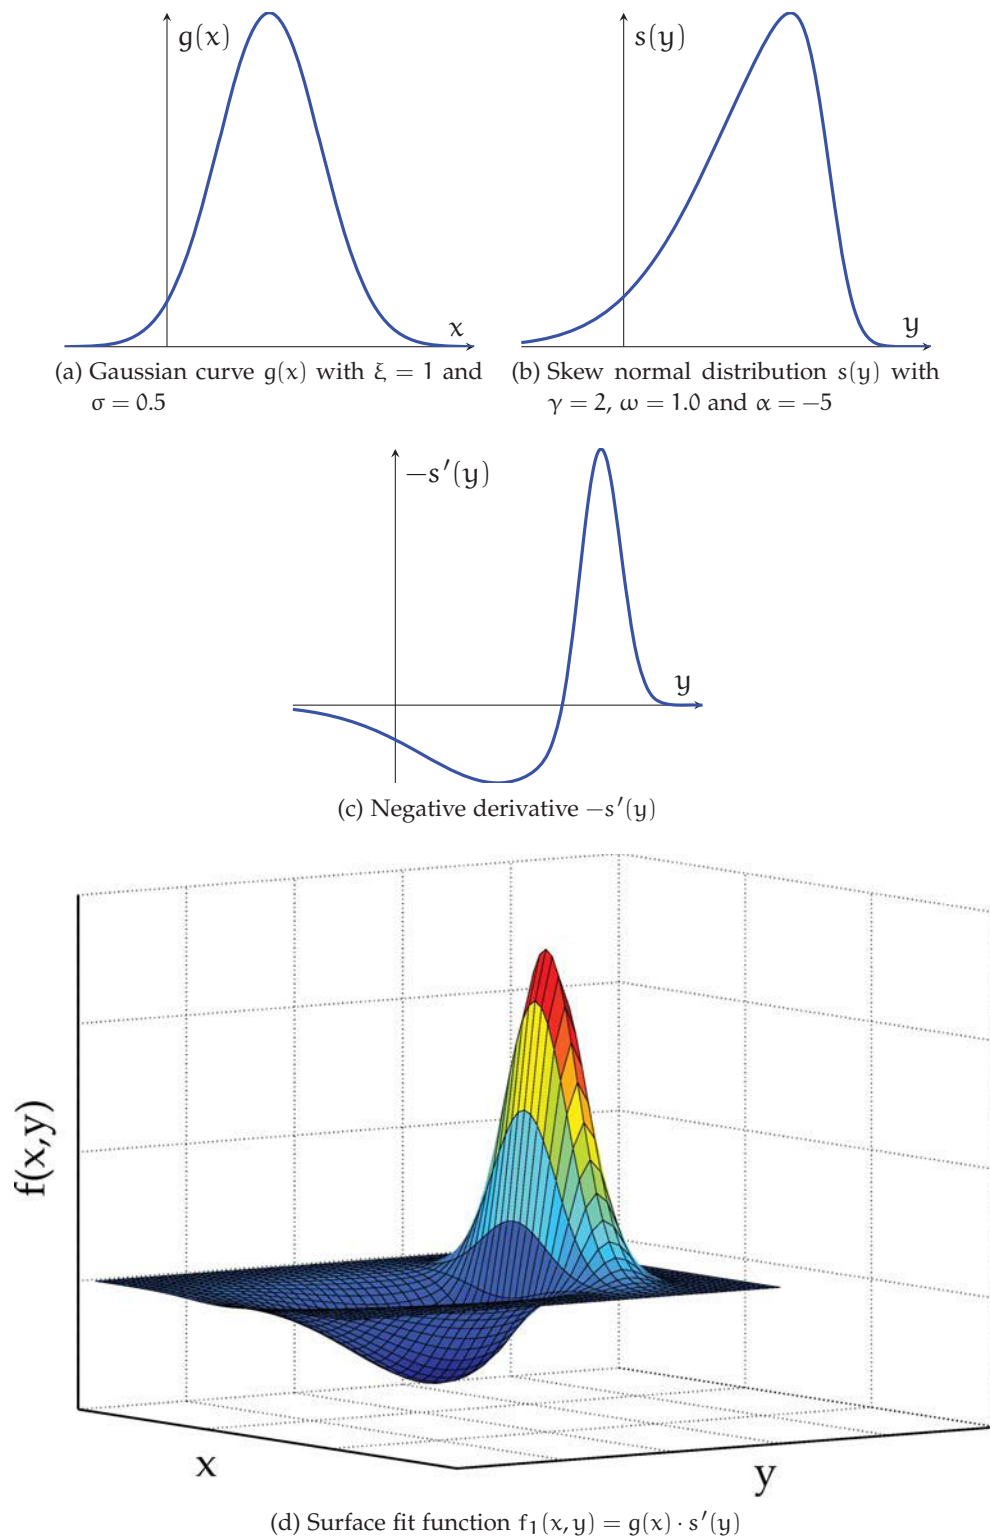 g(x)
x
(a) Gaussian curve g(x) with ξ = 1 and
σ = 0.5
s(y)
y
(b) Skew normal distribution s(y) with
γ = 2, ω = 1.0 and α = −5
−s′(y)
y
(c) Negative derivative −s′(y)
f(x,y)
x
y
(d) Surface fit function f₁(x, y) = g(x) · s′(y)